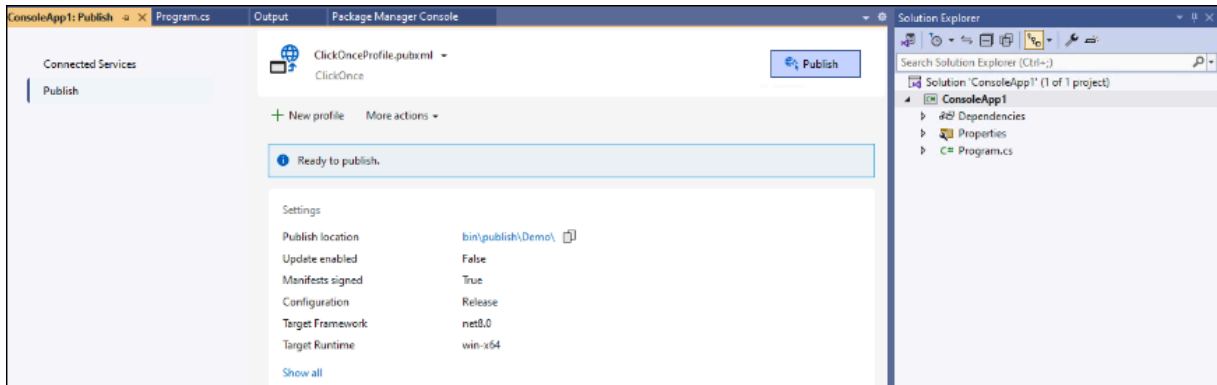 ConsoleApp1: Publish
Program.cs
Output
Package Manager Console
Connected Services
Publish
ClickOnceProfile.pubxml
ClickOnce
Publish
New profile
More actions
Ready to publish.
Settings
Publish location bin\publish\Demo\
Update enabled False
Manifests signed True
Configuration Release
Target Framework net8.0
Target Runtime win-x64
Show all
Solution Explorer
Search Solution Explorer (Ctrl+;)
Solution 'ConsoleApp1' (1 of 1 project)
C# ConsoleApp1
Dependencies
Properties
C# Program.cs